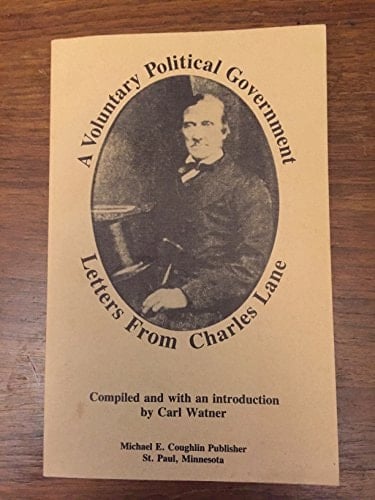 A Voluntary Political Government
Letters From Charles Lane
Compiled and with an introduction
by Carl Watner
Michael E. Coughlin Publisher
St. Paul, Minnesota